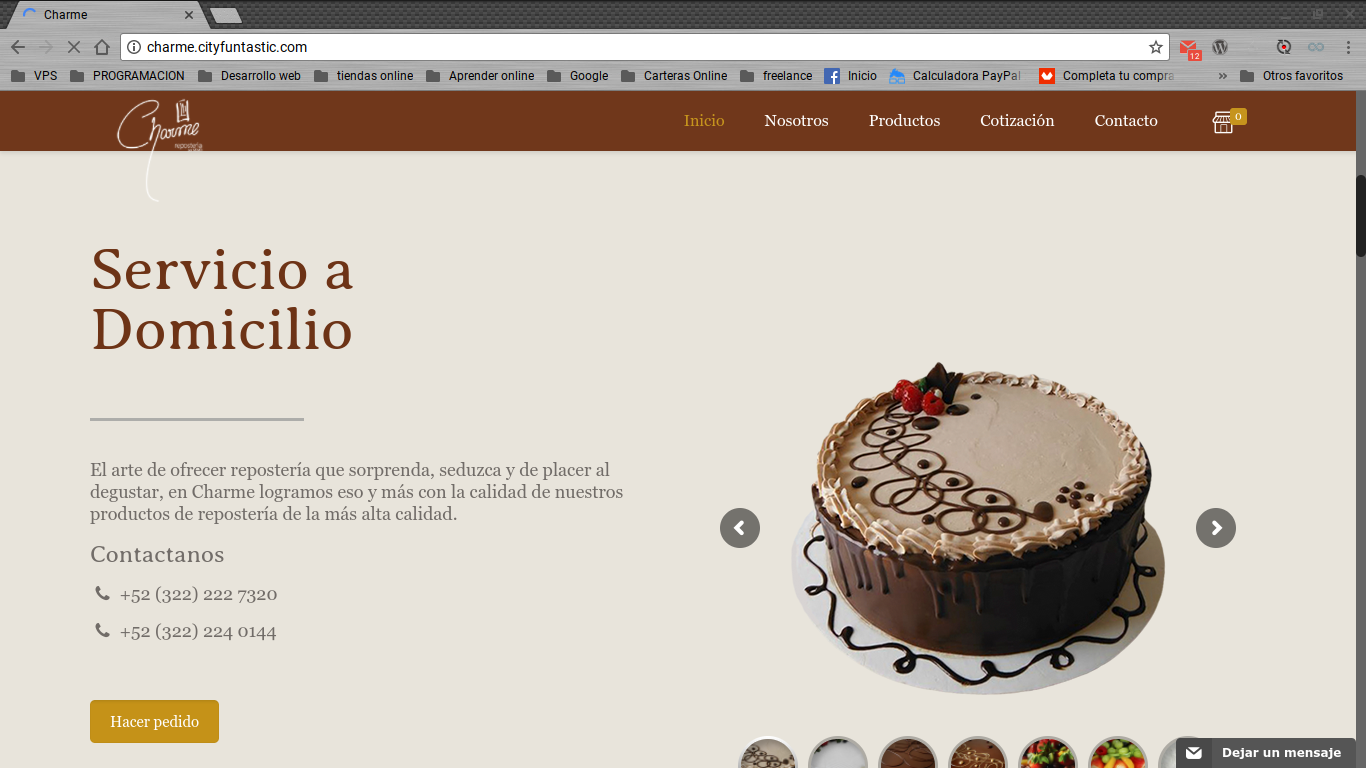 Charme
charme.cityfuntastic.com
12
VPS PROGRAMACION Desarrollo web tiendas online Aprender online Google Carteras Online freelance Inicio Calculadora PayPal Completa tu compra » Otros favoritos
Charme
repostería
Inicio Nosotros Productos Cotización Contacto 0
Servicio a
Domicilio
El arte de ofrecer repostería que sorprenda, seduzca y de placer al
degustar, en Charme logramos eso y más con la calidad de nuestros
productos de repostería de la más alta calidad.
Contactanos
+52 (322) 222 7320
+52 (322) 224 0144
Hacer pedido
Dejar un mensaje